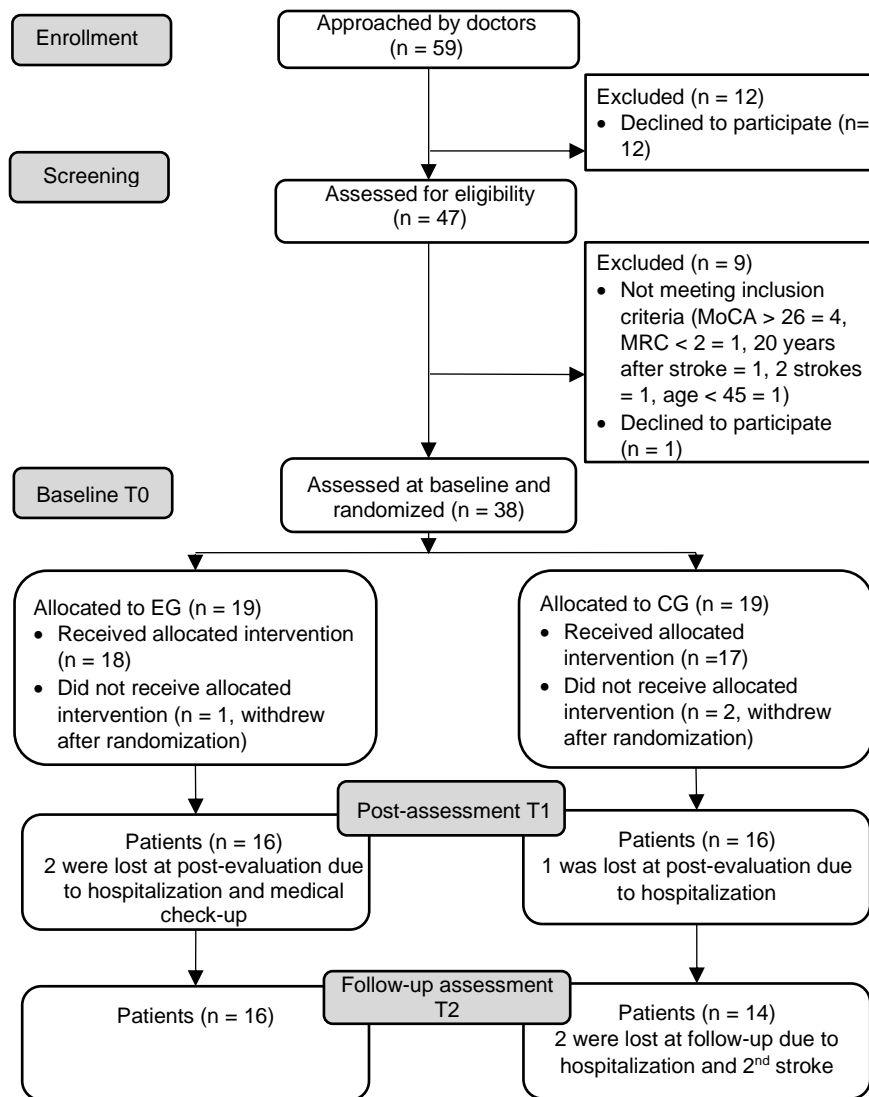 Enrollment
Approached by doctors
(n = 59)
Excluded (n = 12)
• Declined to participate (n=
12)
Screening
Assessed for eligibility
(n = 47)
Excluded (n = 9)
• Not meeting inclusion
criteria (MoCA > 26 = 4,
MRC < 2 = 1, 20 years
after stroke = 1, 2 strokes
= 1, age < 45 = 1)
• Declined to participate
(n = 1)
Baseline T0
Assessed at baseline and
randomized (n = 38)
Allocated to EG (n = 19)
• Received allocated intervention
(n = 18)
• Did not receive allocated
intervention (n = 1, withdrew
after randomization)
Allocated to CG (n = 19)
• Received allocated
intervention (n =17)
• Did not receive allocated
intervention (n = 2, withdrew
after randomization)
Post-assessment T1
Patients (n = 16)
2 were lost at post-evaluation due
to hospitalization and medical
check-up
Patients (n = 16)
1 was lost at post-evaluation due
to hospitalization
Follow-up assessment
T2
Patients (n = 16)
Patients (n = 14)
2 were lost at follow-up due to
hospitalization and 2nd stroke